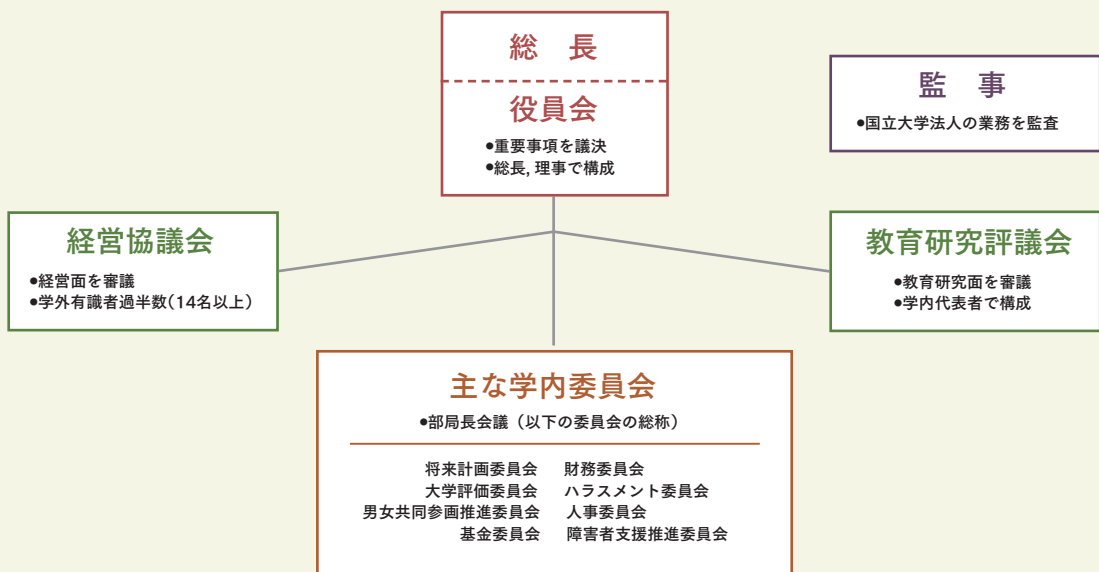 総　長
役員会
●重要事項を議決
●総長, 理事で構成
監　事
●国立大学法人の業務を監査
経営協議会
●経営面を審議
●学外有識者過半数(14名以上)
教育研究評議会
●教育研究面を審議
●学内代表者で構成
主な学内委員会
●部局長会議（以下の委員会の総称）
将来計画委員会　財務委員会
大学評価委員会　ハラスメント委員会
男女共同参画推進委員会　人事委員会
基金委員会　障害者支援推進委員会